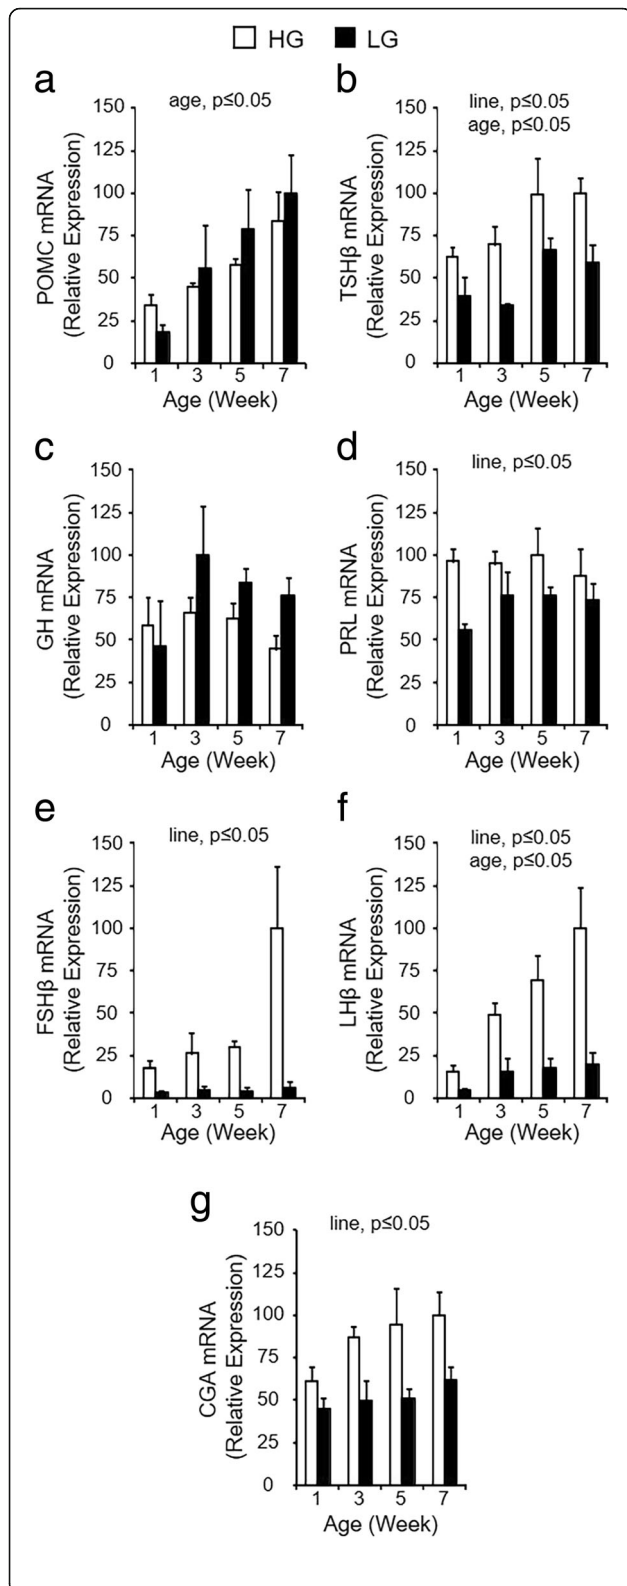 HG LG
a
age, p≤0.05
POMC mRNA
(Relative Expression)
150
125
100
75
50
25
0
1 3 5 7
Age (Week)
b
line, p≤0.05
age, p≤0.05
TSHβ mRNA
(Relative Expression)
150
125
100
75
50
25
0
1 3 5 7
Age (Week)
c
GH mRNA
(Relative Expression)
150
125
100
75
50
25
0
1 3 5 7
Age (Week)
d
line, p≤0.05
PRL mRNA
(Relative Expression)
150
125
100
75
50
25
0
1 3 5 7
Age (Week)
e
line, p≤0.05
FSHβ mRNA
(Relative Expression)
150
125
100
75
50
25
0
1 3 5 7
Age (Week)
f
line, p≤0.05
age, p≤0.05
LHβ mRNA
(Relative Expression)
150
125
100
75
50
25
0
1 3 5 7
Age (Week)
g
line, p≤0.05
CGA mRNA
(Relative Expression)
150
125
100
75
50
25
0
1 3 5 7
Age (Week)